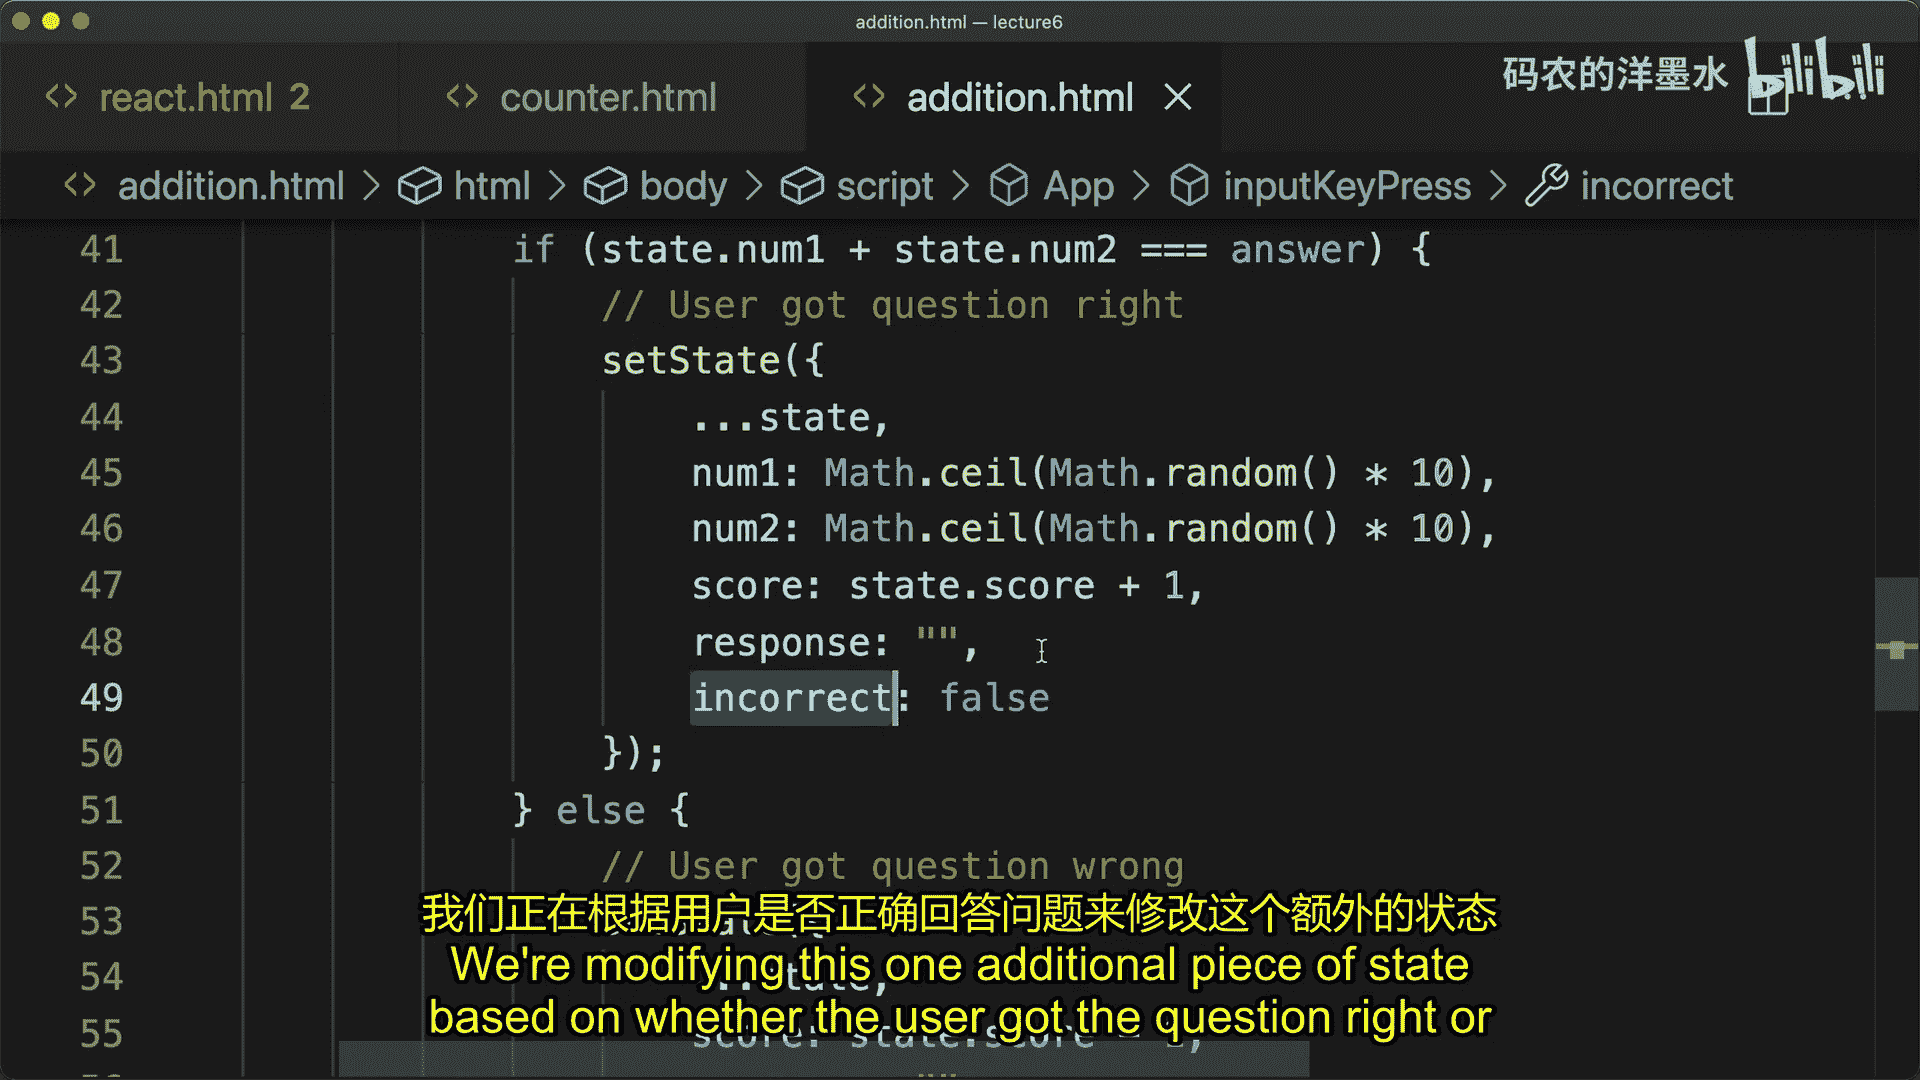 addition.html — lecture6
react.html 2
counter.html
addition.html
码农的洋墨水 bilibili
addition.html > html > body > script > App > inputKeyPress > incorrect
41 if (state.num1 + state.num2 === answer) {
42 // User got question right
43 setState({
44 ...state,
45 num1: Math.ceil(Math.random() * 10),
46 num2: Math.ceil(Math.random() * 10),
47 score: state.score + 1,
48 response: "",
49 incorrect: false
50 });
51 } else {
52 // User got question wrong
53
54 ...state,
55 score: state.score - 1,
我们正在根据用户是否正确回答问题来修改这个额外的状态
We're modifying this one additional piece of state
based on whether the user got the question right or